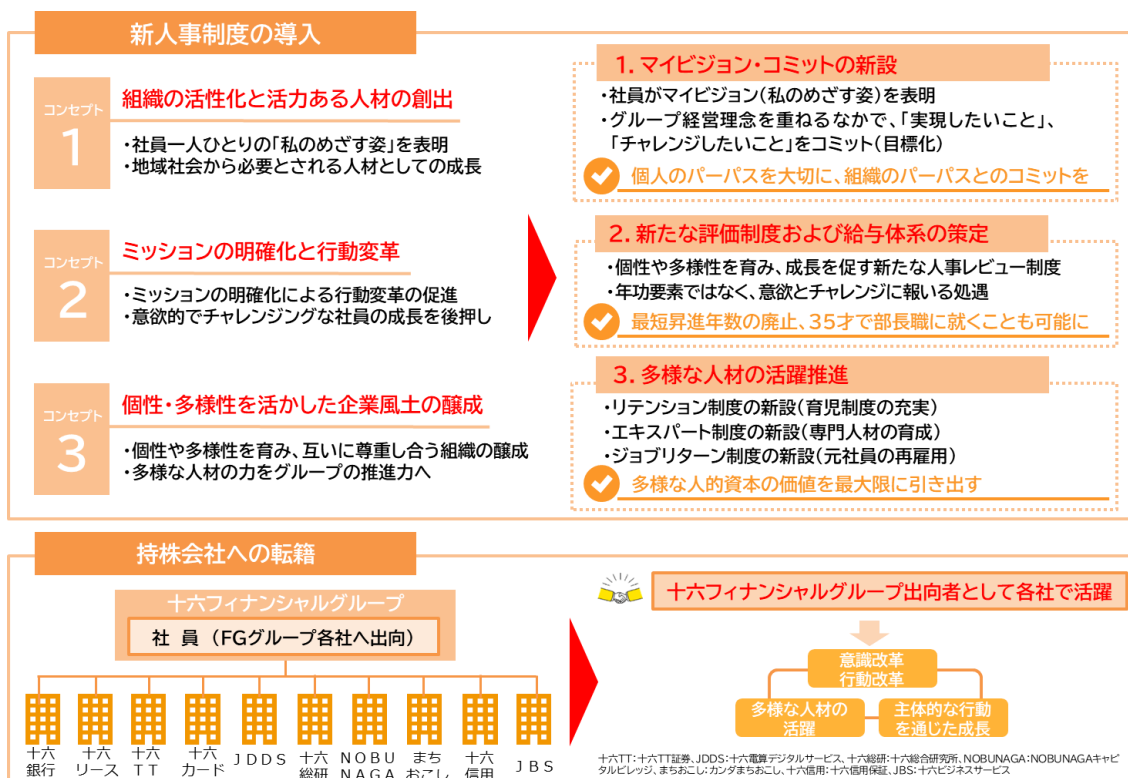 新人事制度の導入
コンセプト
1
組織の活性化と活力ある人材の創出
・社員一人ひとりの「私のめざす姿」を表明
・地域社会から必要とされる人材としての成長
コンセプト
2
ミッションの明確化と行動変革
・ミッションの明確化による行動変革の促進
・意欲的でチャレンジングな社員の成長を後押し
コンセプト
3
個性・多様性を活かした企業風土の醸成
・個性や多様性を育み、互いに尊重し合う組織の醸成
・多様な人材の力をグループの推進力へ
1.マイビジョン・コミットの新設
・社員がマイビジョン(私のめざす姿)を表明
・グループ経営理念を重ねるなかで、「実現したいこと」、
「チャレンジしたいこと」をコミット(目標化)
個人のパーパスを大切に、組織のパーパスとのコミットを
2.新たな評価制度および給与体系の策定
・個性や多様性を育み、成長を促す新たな人事レビュー制度
・年功要素ではなく、意欲とチャレンジに報いる処遇
最短昇進年数の廃止、35才で部長職に就くことも可能に
3.多様な人材の活躍推進
・リテンション制度の新設(育児制度の充実)
・エキスパート制度の新設(専門人材の育成)
・ジョブリターン制度の新設(元社員の再雇用)
多様な人的資本の価値を最大限に引き出す
持株会社への転籍
十六フィナンシャルグループ
社 員 (FGグループ各社へ出向)
十六
銀行
十六
リース
十六
TT
十六
カード
JDDS
十六
総研
NOBU
NAGA
まち
おこし
十六
信用
JBS
十六フィナンシャルグループ出向者として各社で活躍
意識改革
行動改革
多様な人材の
活躍
主体的な行動
を通じた成長
十六TT:十六TT証券、JDDS:十六電算デジタルサービス、十六総研:十六総合研究所、NOBUNAGA:NOBUNAGAキャピ
タルビレッジ、まちおこし:カンダまちおこし、十六信用:十六信用保証、JBS:十六ビジネスサービス